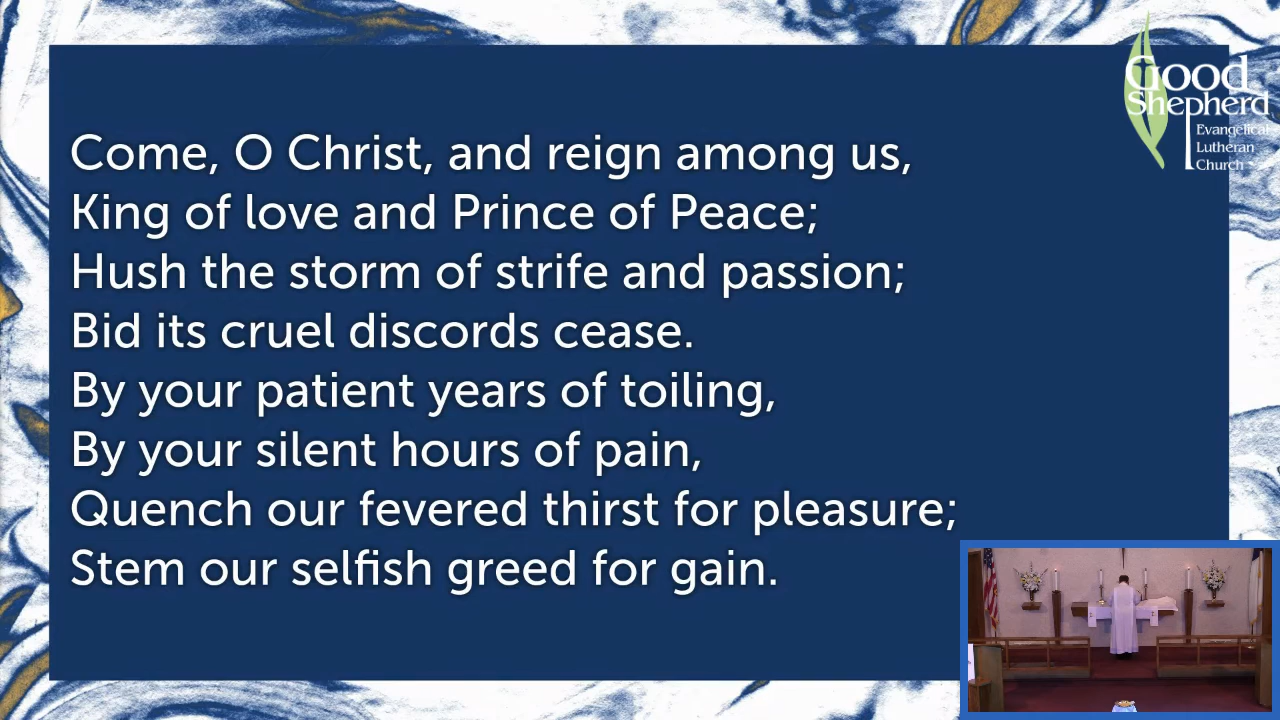 Come, O Christ, and reign among us,
King of love and Prince of Peace;
Hush the storm of strife and passion;
Bid its cruel discords cease.
By your patient years of toiling,
By your silent hours of pain,
Quench our fevered thirst for pleasure;
Stem our selfish greed for gain.
Good
Shepherd
Evangelical
Lutheran
Church